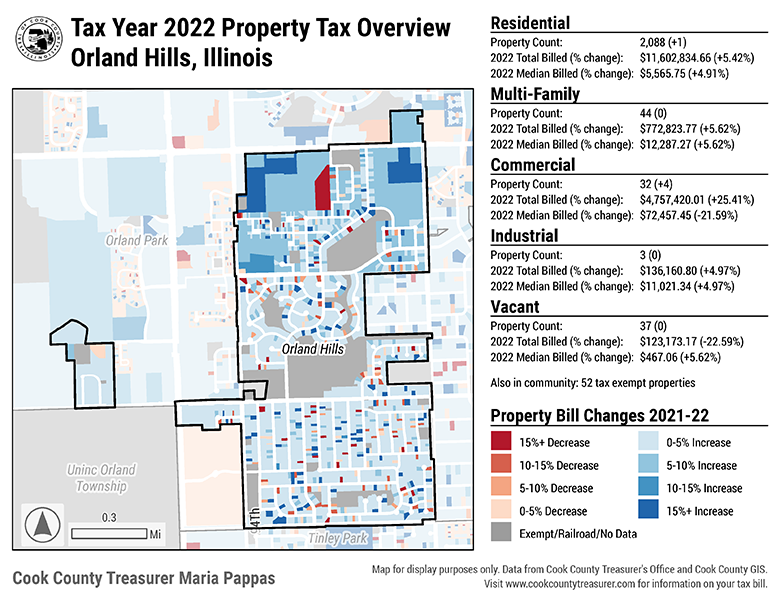 Tax Year 2022 Property Tax Overview
Orland Hills, Illinois
Residential
Property Count: 2,088 (+1)
2022 Total Billed (% change): $11,602,834.66 (+5.42%)
2022 Median Billed (% change): $5,565.75 (+4.91%)
Multi-Family
Property Count: 44 (0)
2022 Total Billed (% change): $772,823.77 (+5.62%)
2022 Median Billed (% change): $12,287.27 (+5.62%)
Commercial
Property Count: 32 (+4)
2022 Total Billed (% change): $4,757,420.01 (+25.41%)
2022 Median Billed (% change): $72,457.45 (-21.59%)
Industrial
Property Count: 3 (0)
2022 Total Billed (% change): $136,160.80 (+4.97%)
2022 Median Billed (% change): $11,021.34 (+4.97%)
Vacant
Property Count: 37 (0)
2022 Total Billed (% change): $123,173.17 (-22.59%)
2022 Median Billed (% change): $467.06 (+5.62%)
Also in community: 52 tax exempt properties
Property Bill Changes 2021-22
15%+ Decrease
0-5% Increase
10-15% Decrease
5-10% Increase
5-10% Decrease
10-15% Increase
0-5% Decrease
15%+ Increase
Exempt/Railroad/No Data
Orland Park
Orland Hills
Uninc Orland
Township
Tinley Park
94Th
0.3
Mi
Cook County Treasurer Maria Pappas
Map for display purposes only. Data from Cook County Treasurer's Office and Cook County GIS.
Visit www.cookcountytreasurer.com for information on your tax bill.